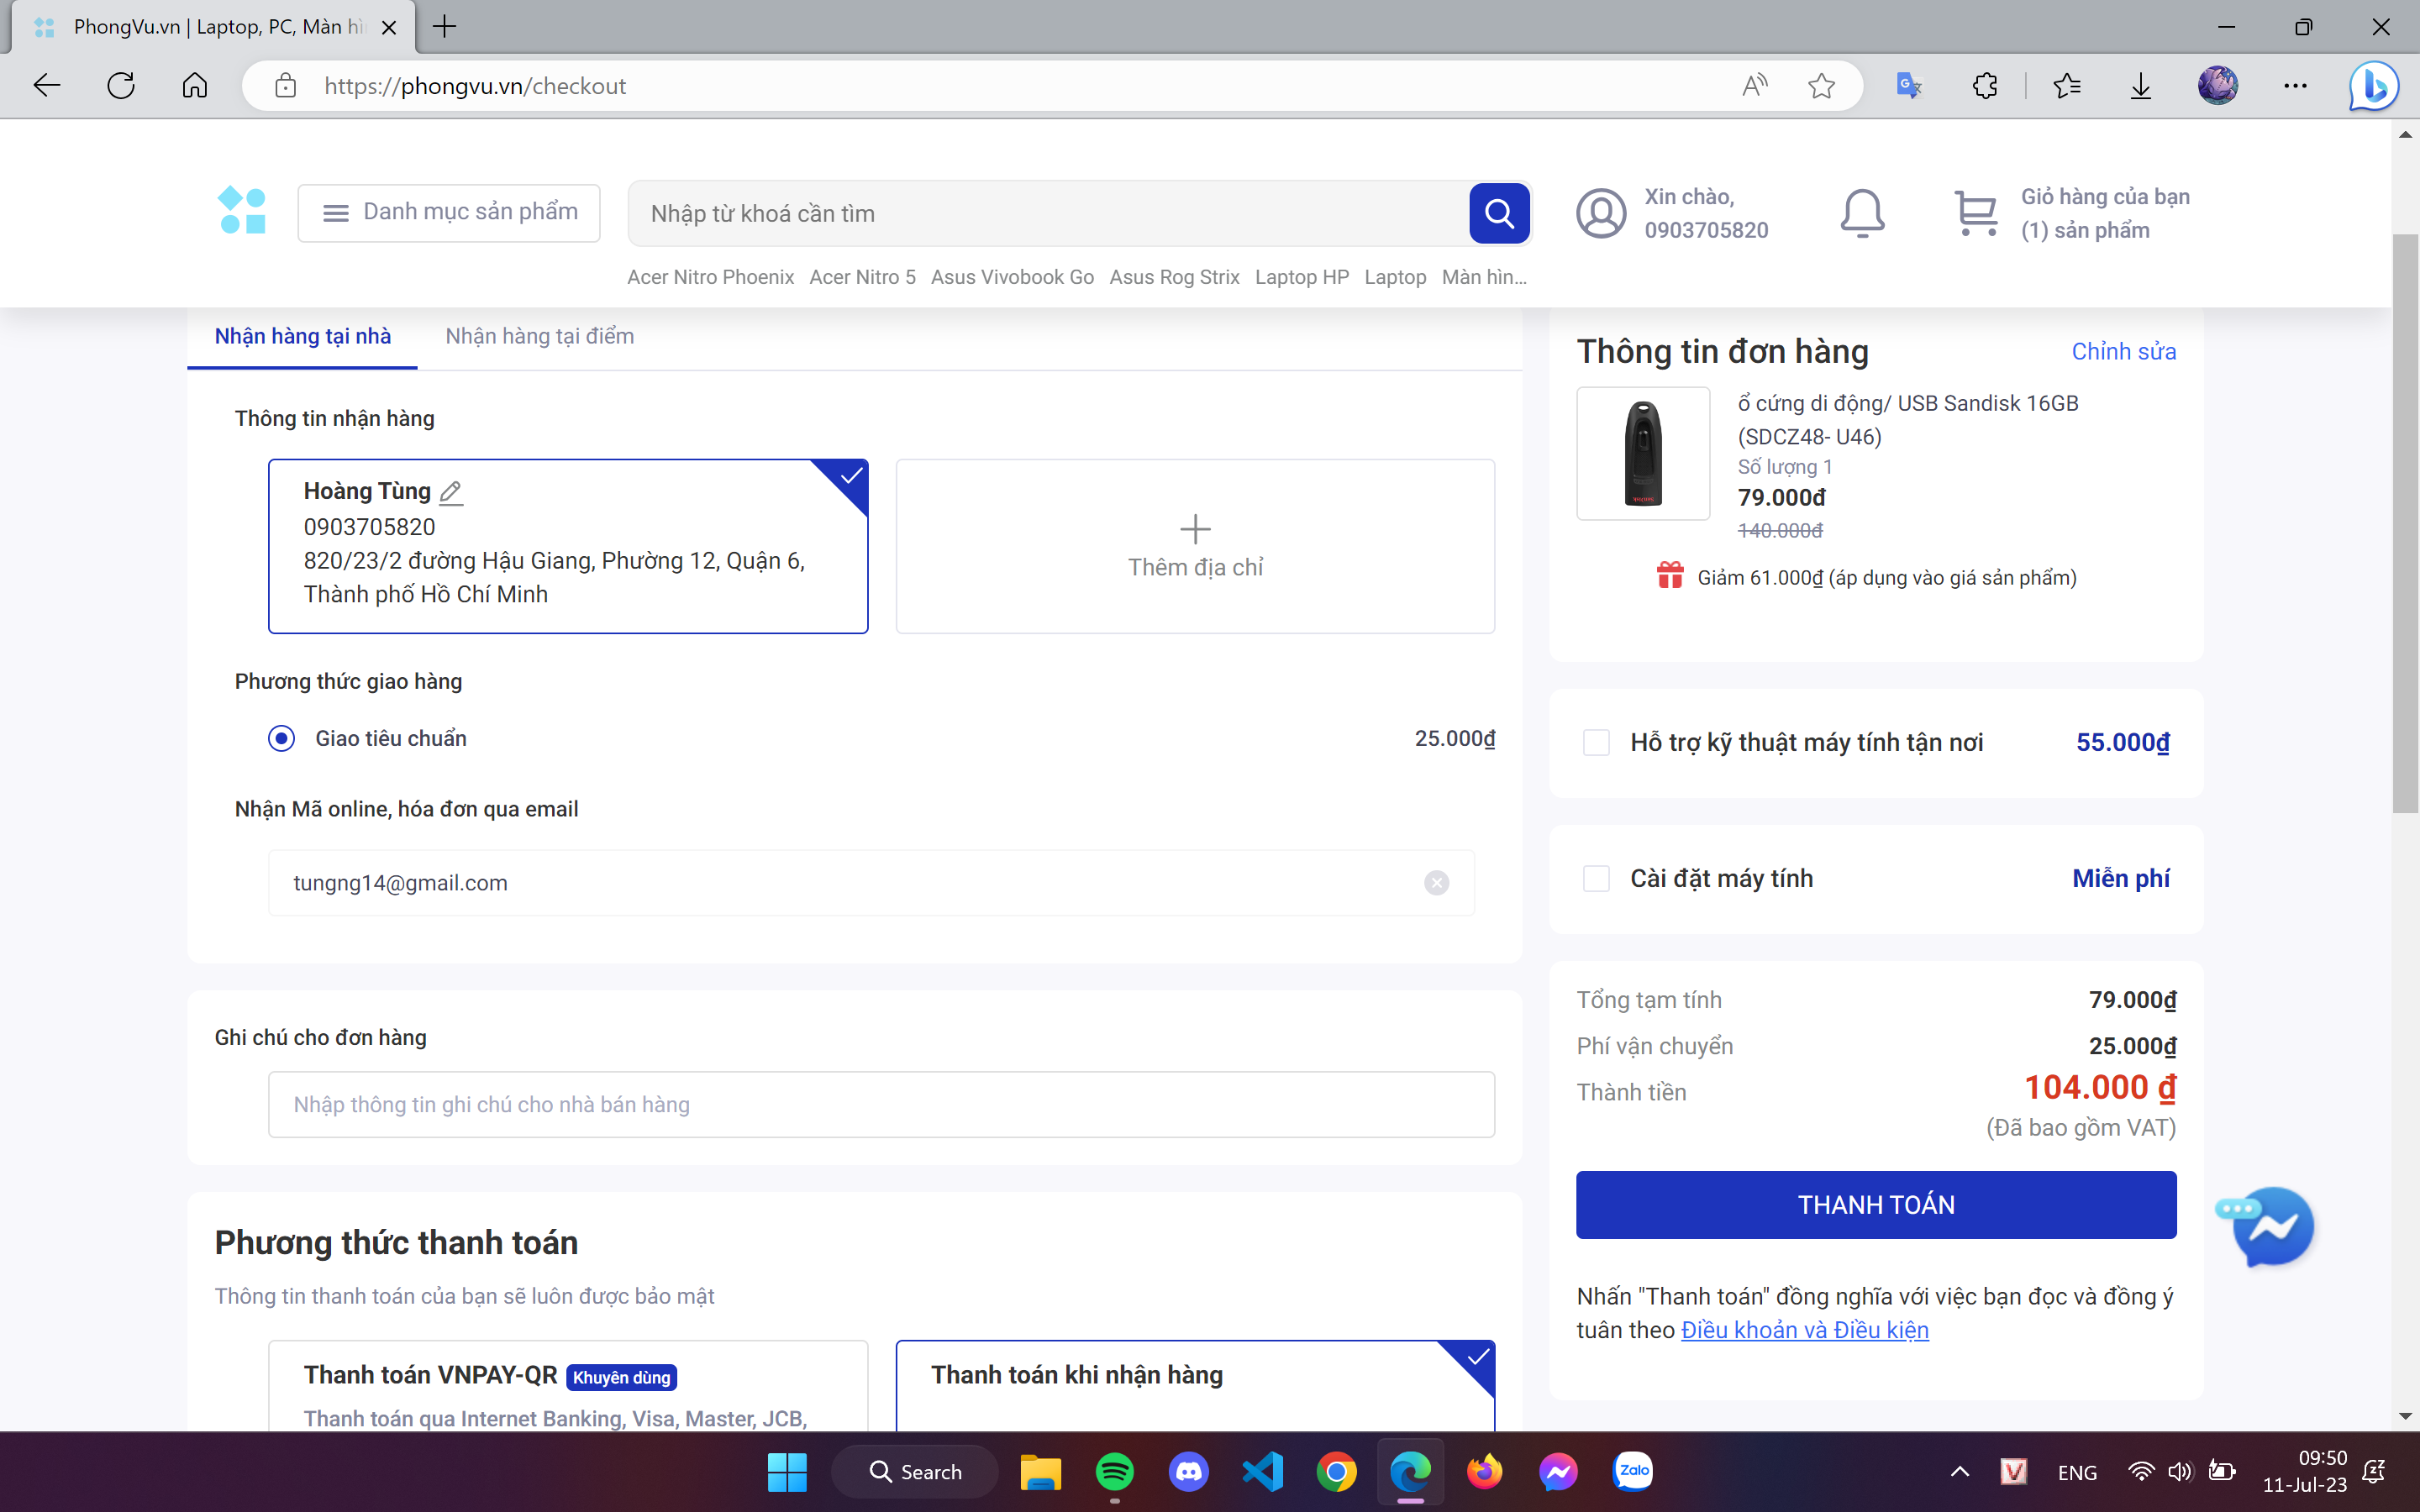 PhongVu.vn | Laptop, PC, Màn hì
https://phongvu.vn/checkout
Danh mục sản phẩm
Nhập từ khoá cần tìm
Xin chào,
0903705820
Giỏ hàng của bạn
(1) sản phẩm
Acer Nitro Phoenix Acer Nitro 5 Asus Vivobook Go Asus Rog Strix Laptop HP Laptop Màn hìn...
Nhận hàng tại nhà
Nhận hàng tại điểm
Thông tin nhận hàng
Hoàng Tùng
0903705820
820/23/2 đường Hậu Giang, Phường 12, Quận 6,
Thành phố Hồ Chí Minh
Thêm địa chỉ
Phương thức giao hàng
Giao tiêu chuẩn 25.000₫
Nhận Mã online, hóa đơn qua email
tungng14@gmail.com
Ghi chú cho đơn hàng
Nhập thông tin ghi chú cho nhà bán hàng
Phương thức thanh toán
Thông tin thanh toán của bạn sẽ luôn được bảo mật
Thanh toán VNPAY-QR Khuyên dùng
Thanh toán qua Internet Banking, Visa, Master, JCB,
Thanh toán khi nhận hàng
Thông tin đơn hàng
Chỉnh sửa
ổ cứng di động/ USB Sandisk 16GB
(SDCZ48- U46)
Số lượng 1
79.000đ
140.000đ
Giảm 61.000₫ (áp dụng vào giá sản phẩm)
Hỗ trợ kỹ thuật máy tính tận nơi 55.000₫
Cài đặt máy tính Miễn phí
Tổng tạm tính 79.000₫
Phí vận chuyển 25.000₫
Thành tiền 104.000 ₫
(Đã bao gồm VAT)
THANH TOÁN
Nhấn "Thanh toán" đồng nghĩa với việc bạn đọc và đồng ý
tuân theo Điều khoản và Điều kiện
Search
Zalo
ENG
09:50
11-Jul-23